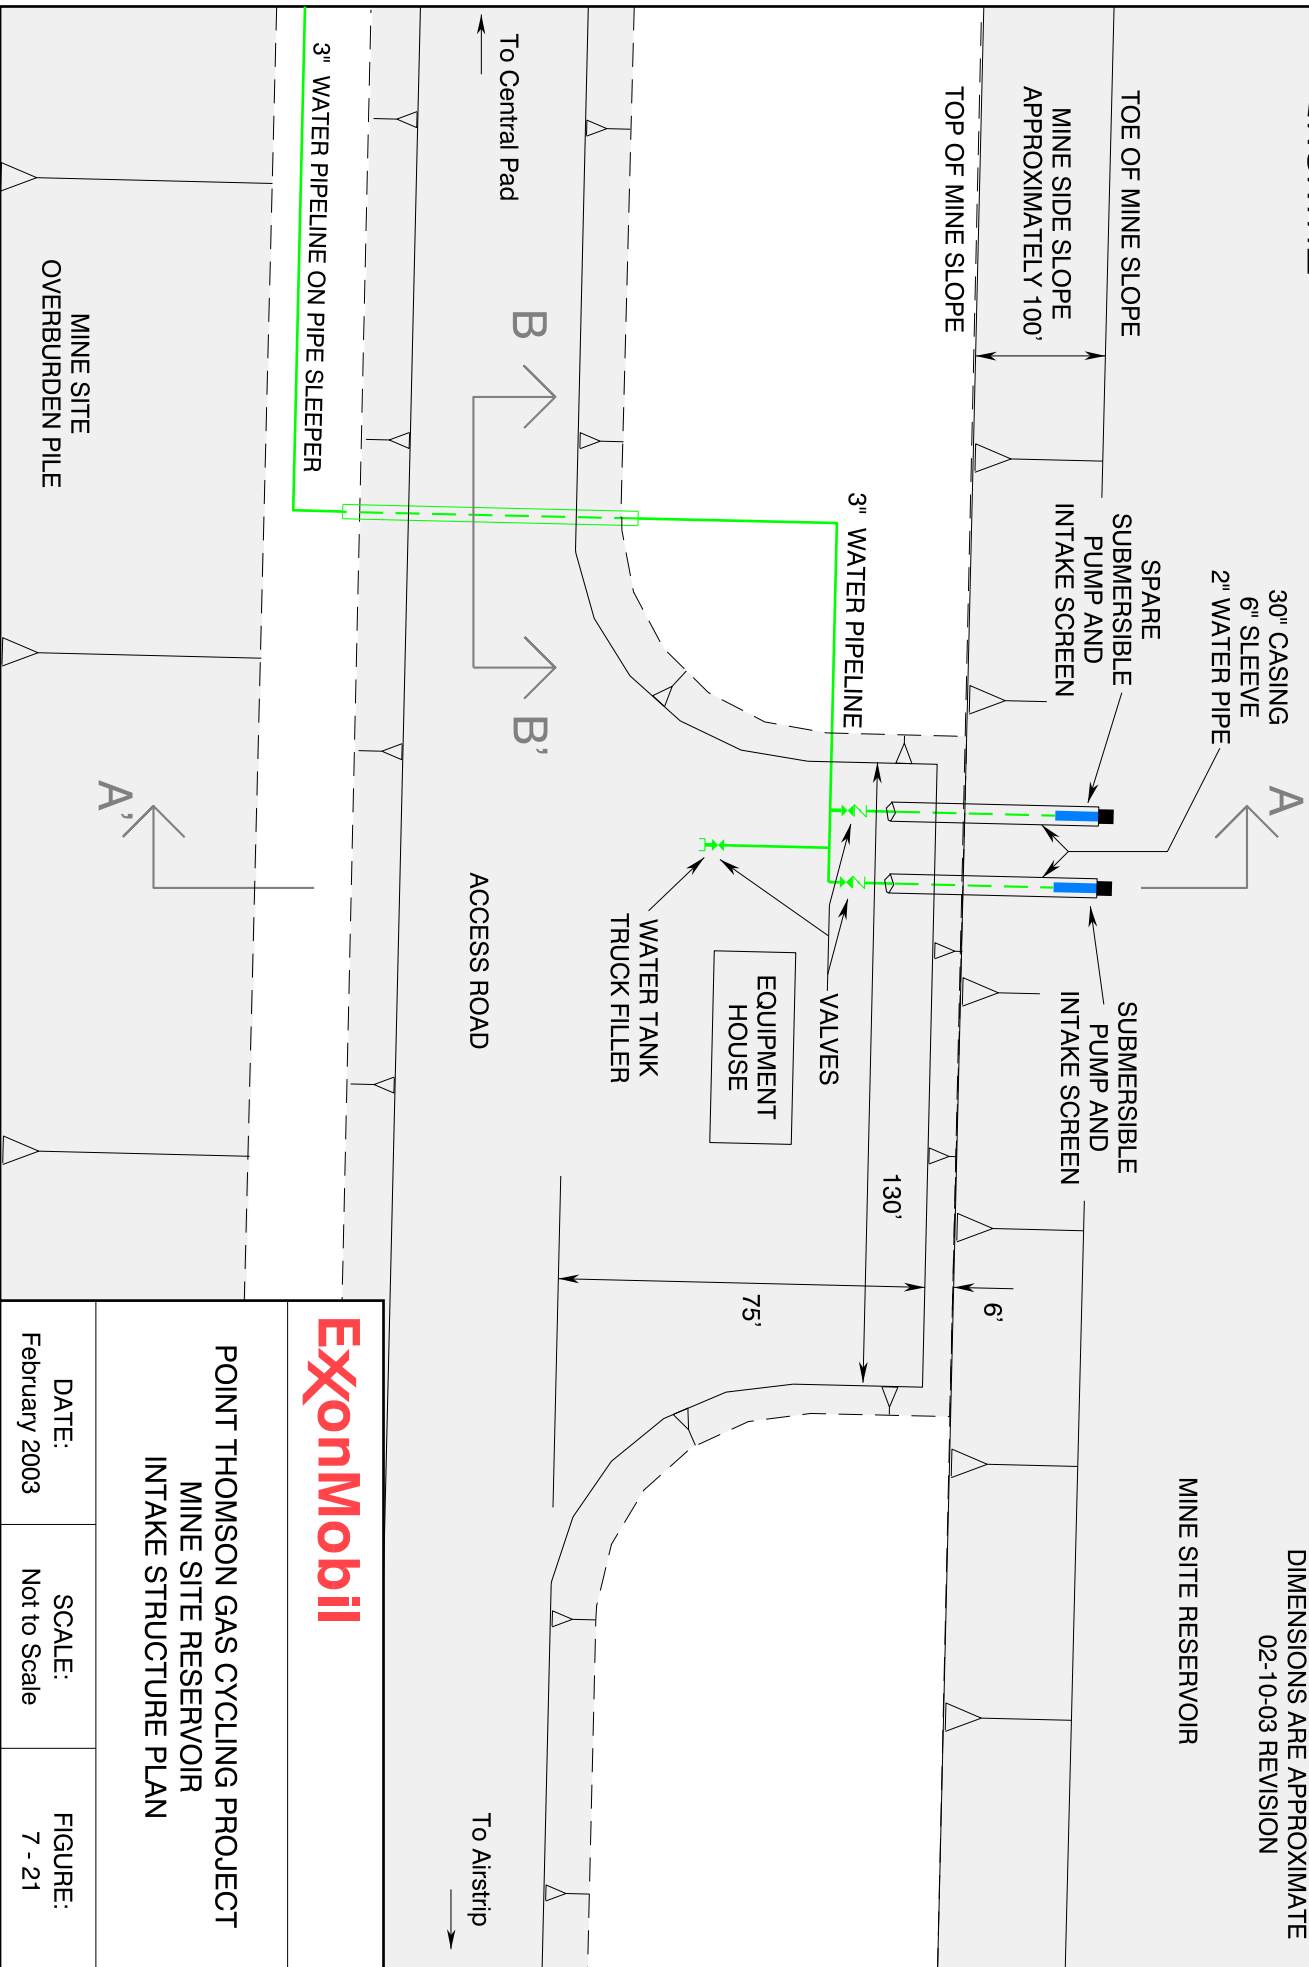 DIMENSIONS ARE APPROXIMATE
02-10-03 REVISION
MINE SITE RESERVOIR
30" CASING
6" SLEEVE
2" WATER PIPE
A
SPARE
SUBMERSIBLE
PUMP AND
INTAKE SCREEN
SUBMERSIBLE
PUMP AND
INTAKE SCREEN
TOE OF MINE SLOPE
MINE SIDE SLOPE
APPROXIMATELY 100'
TOP OF MINE SLOPE
6'
130'
3" WATER PIPELINE
VALVES
EQUIPMENT
HOUSE
75'
WATER TANK
TRUCK FILLER
B
B'
To Central Pad
ACCESS ROAD
To Airstrip
3" WATER PIPELINE ON PIPE SLEEPER
A'
MINE SITE
OVERBURDEN PILE
ExxonMobil
POINT THOMSON GAS CYCLING PROJECT
MINE SITE RESERVOIR
INTAKE STRUCTURE PLAN
DATE:
February 2003
SCALE:
Not to Scale
FIGURE:
7 - 21